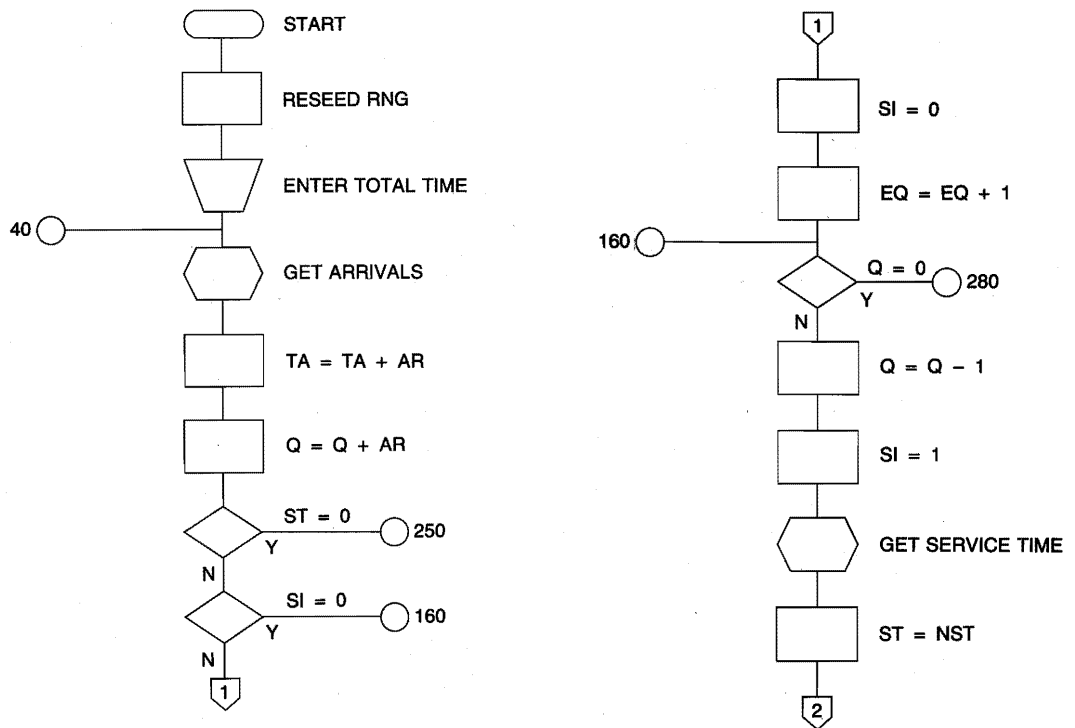 START
RESEED RNG
ENTER TOTAL TIME
40
GET ARRIVALS
TA = TA + AR
Q = Q + AR
ST = 0
250
Y
N
SI = 0
160
Y
N
1
1
SI = 0
EQ = EQ + 1
160
Q = 0
280
Y
N
Q = Q - 1
SI = 1
GET SERVICE TIME
ST = NST
2